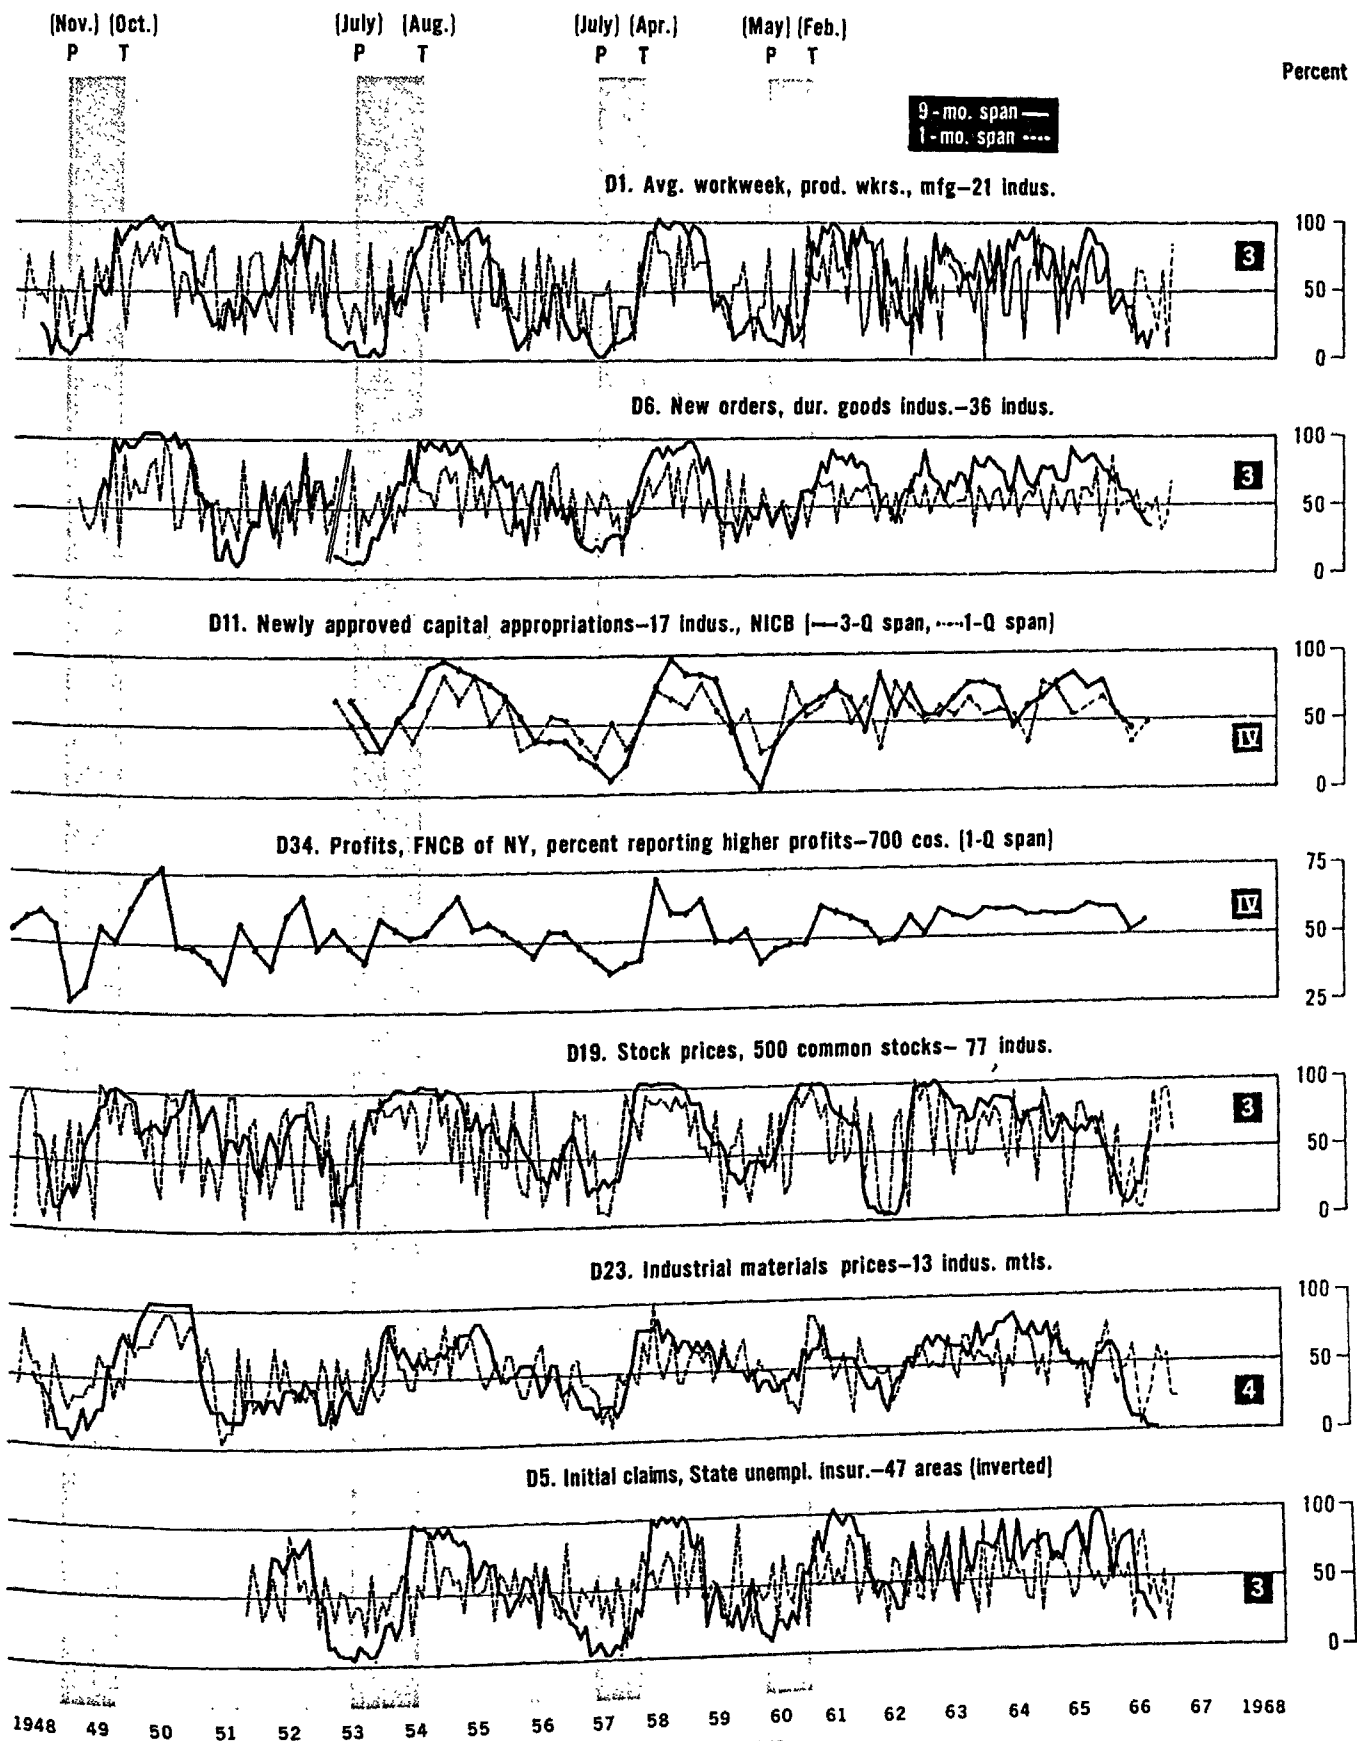 (Nov.) (Oct.) (July) (Aug.) (July) (Apr.) (May) (Feb.)
P T P T P T P T
Percent
9-mo. span
1-mo. span
D1. Avg. workweek, prod. wkrs., mfg–21 indus.
100
3
50
0
D6. New orders, dur. goods indus.–36 indus.
100
3
50
0
D11. Newly approved capital appropriations–17 indus., NICB (—3-Q span, ----1-Q span)
100
50
IV
0
D34. Profits, FNCB of NY, percent reporting higher profits–700 cos. (1-Q span)
75
IV
50
25
D19. Stock prices, 500 common stocks– 77 indus.
100
3
50
0
D23. Industrial materials prices–13 indus. mtls.
100
50
4
0
D5. Initial claims, State unempl. insur.–47 areas (inverted)
100
50
3
0
1948 49 50 51 52 53 54 55 56 57 58 59 60 61 62 63 64 65 66 67 1968